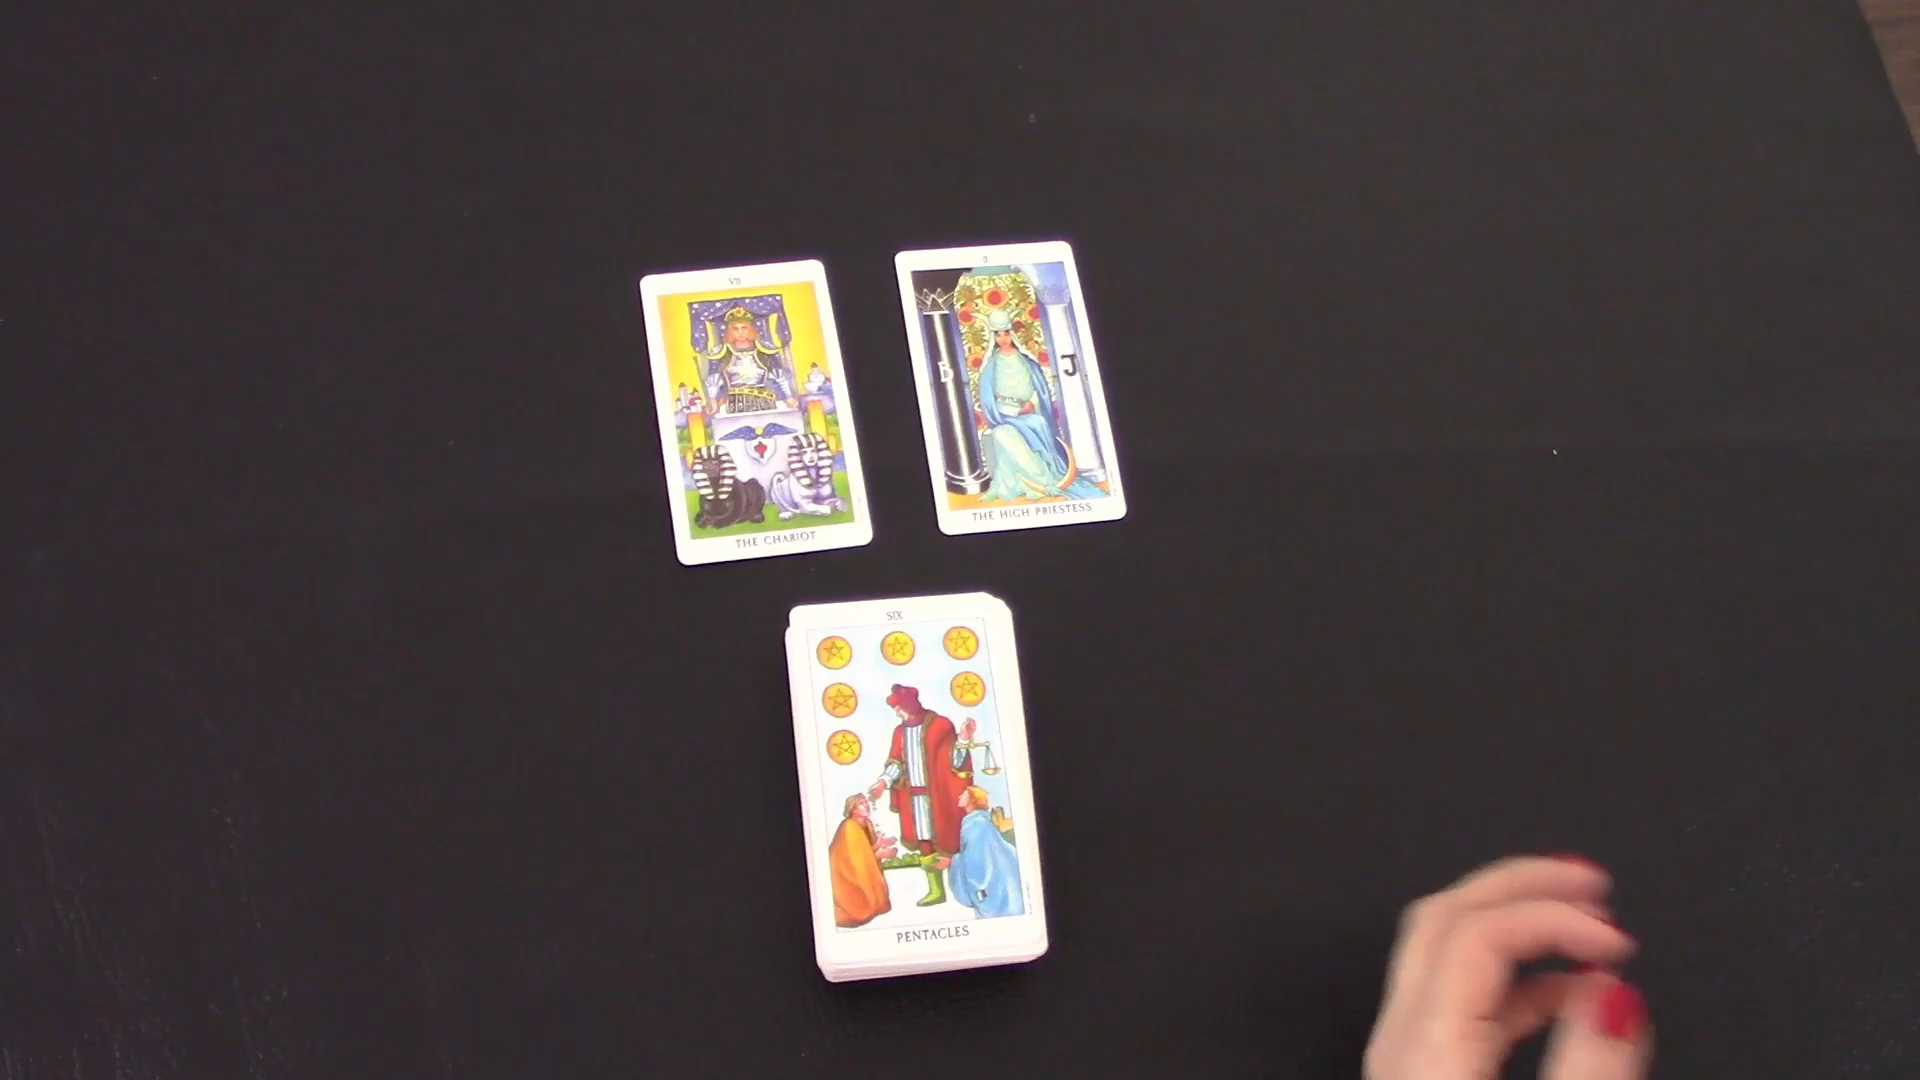 VII
THE CHARIOT
II
B J
THE HIGH PRIESTESS
SIX
PENTACLES